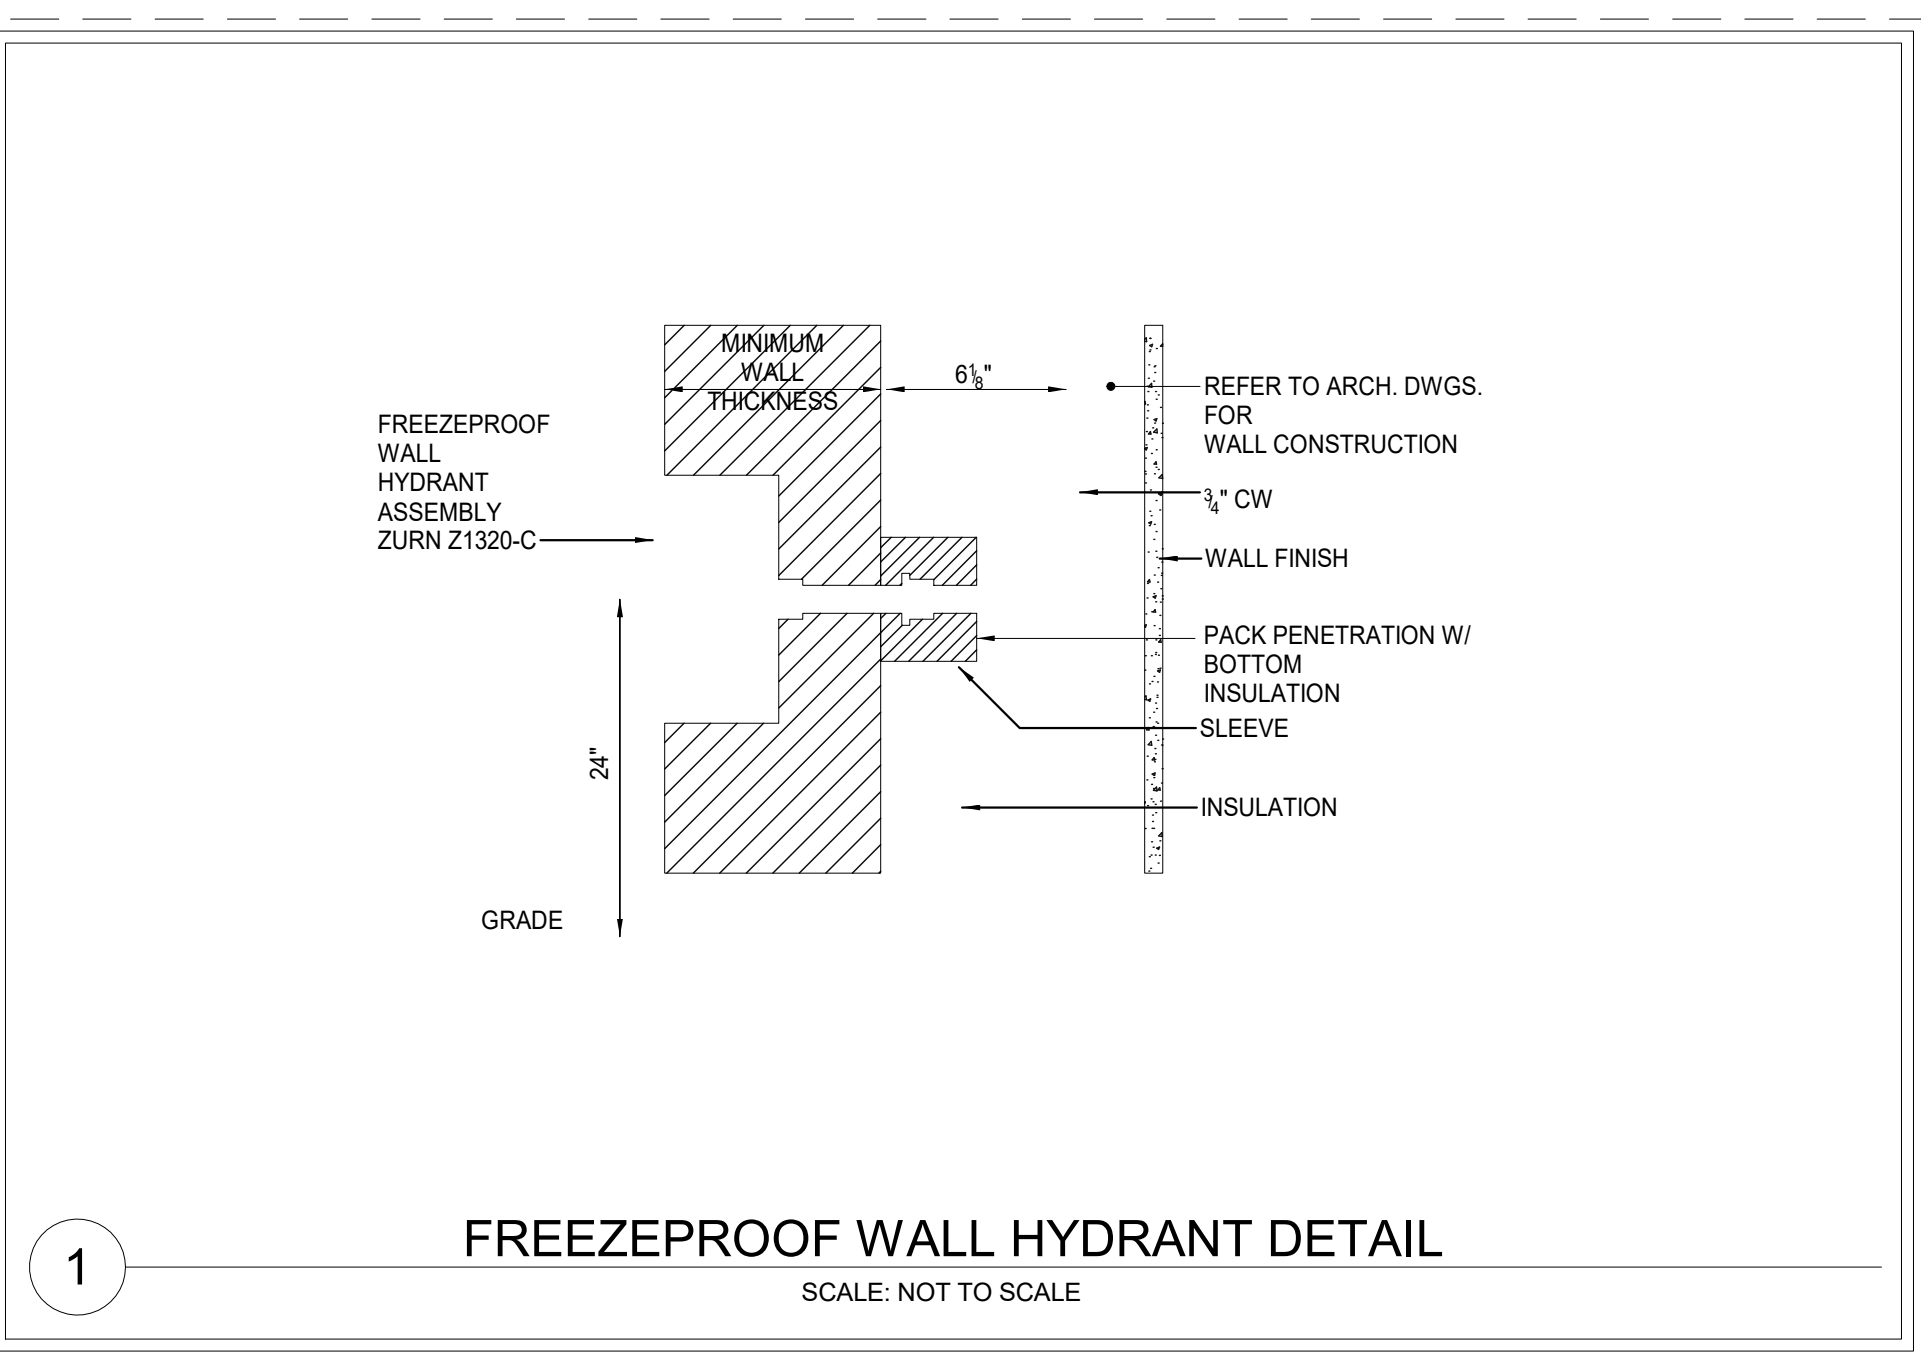 MINIMUM
WALL
THICKNESS
6⅛"
REFER TO ARCH. DWGS.
FOR
WALL CONSTRUCTION
FREEZEPROOF
WALL
HYDRANT
ASSEMBLY
ZURN Z1320-C
¾" CW
WALL FINISH
PACK PENETRATION W/
BOTTOM
INSULATION
SLEEVE
24"
INSULATION
GRADE
1
FREEZEPROOF WALL HYDRANT DETAIL
SCALE: NOT TO SCALE